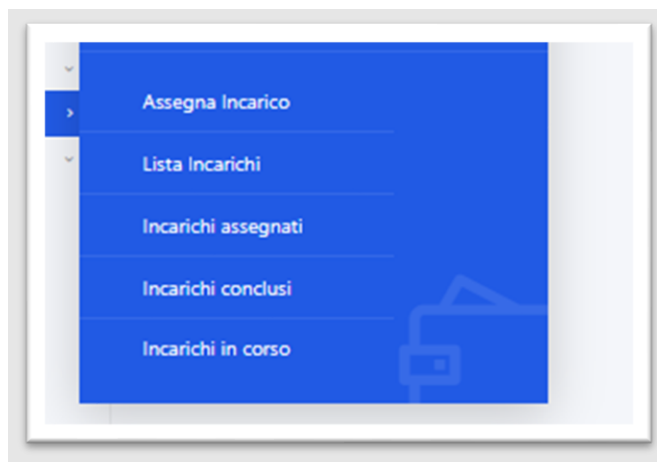 Assegna Incarico
Lista Incarichi
Incarichi assegnati
Incarichi conclusi
Incarichi in corso